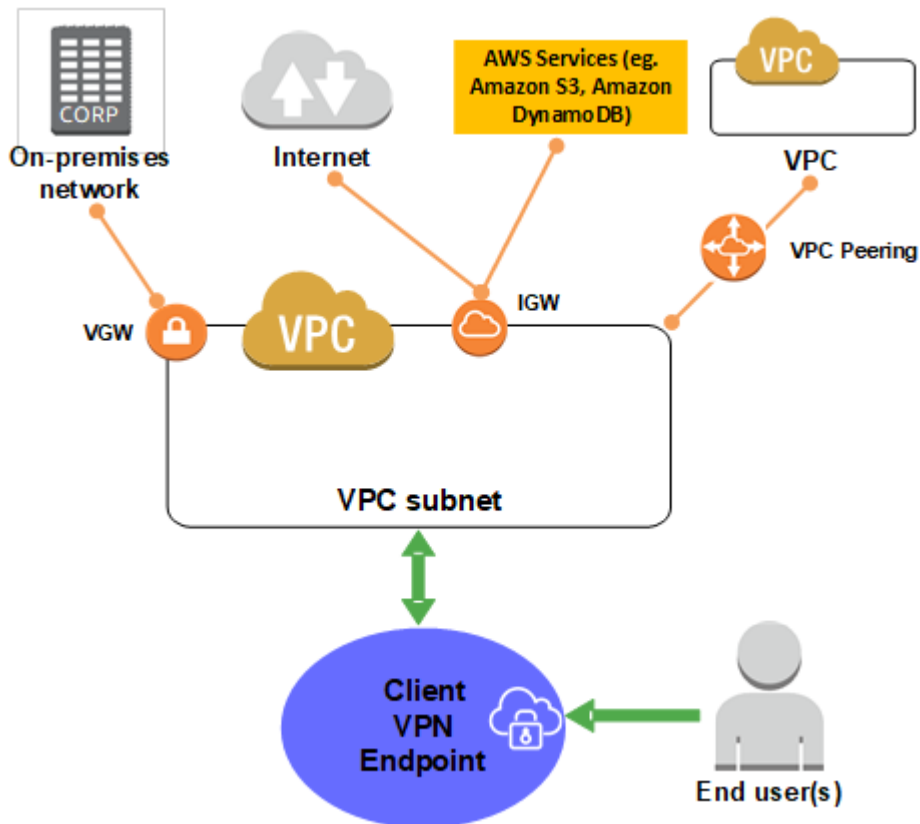 CORP
On-premises
network
Internet
AWS Services (eg.
Amazon S3, Amazon
DynamoDB)
VPC
VPC
VPC Peering
VGW
VPC
IGW
VPC subnet
Client
VPN
Endpoint
End user(s)